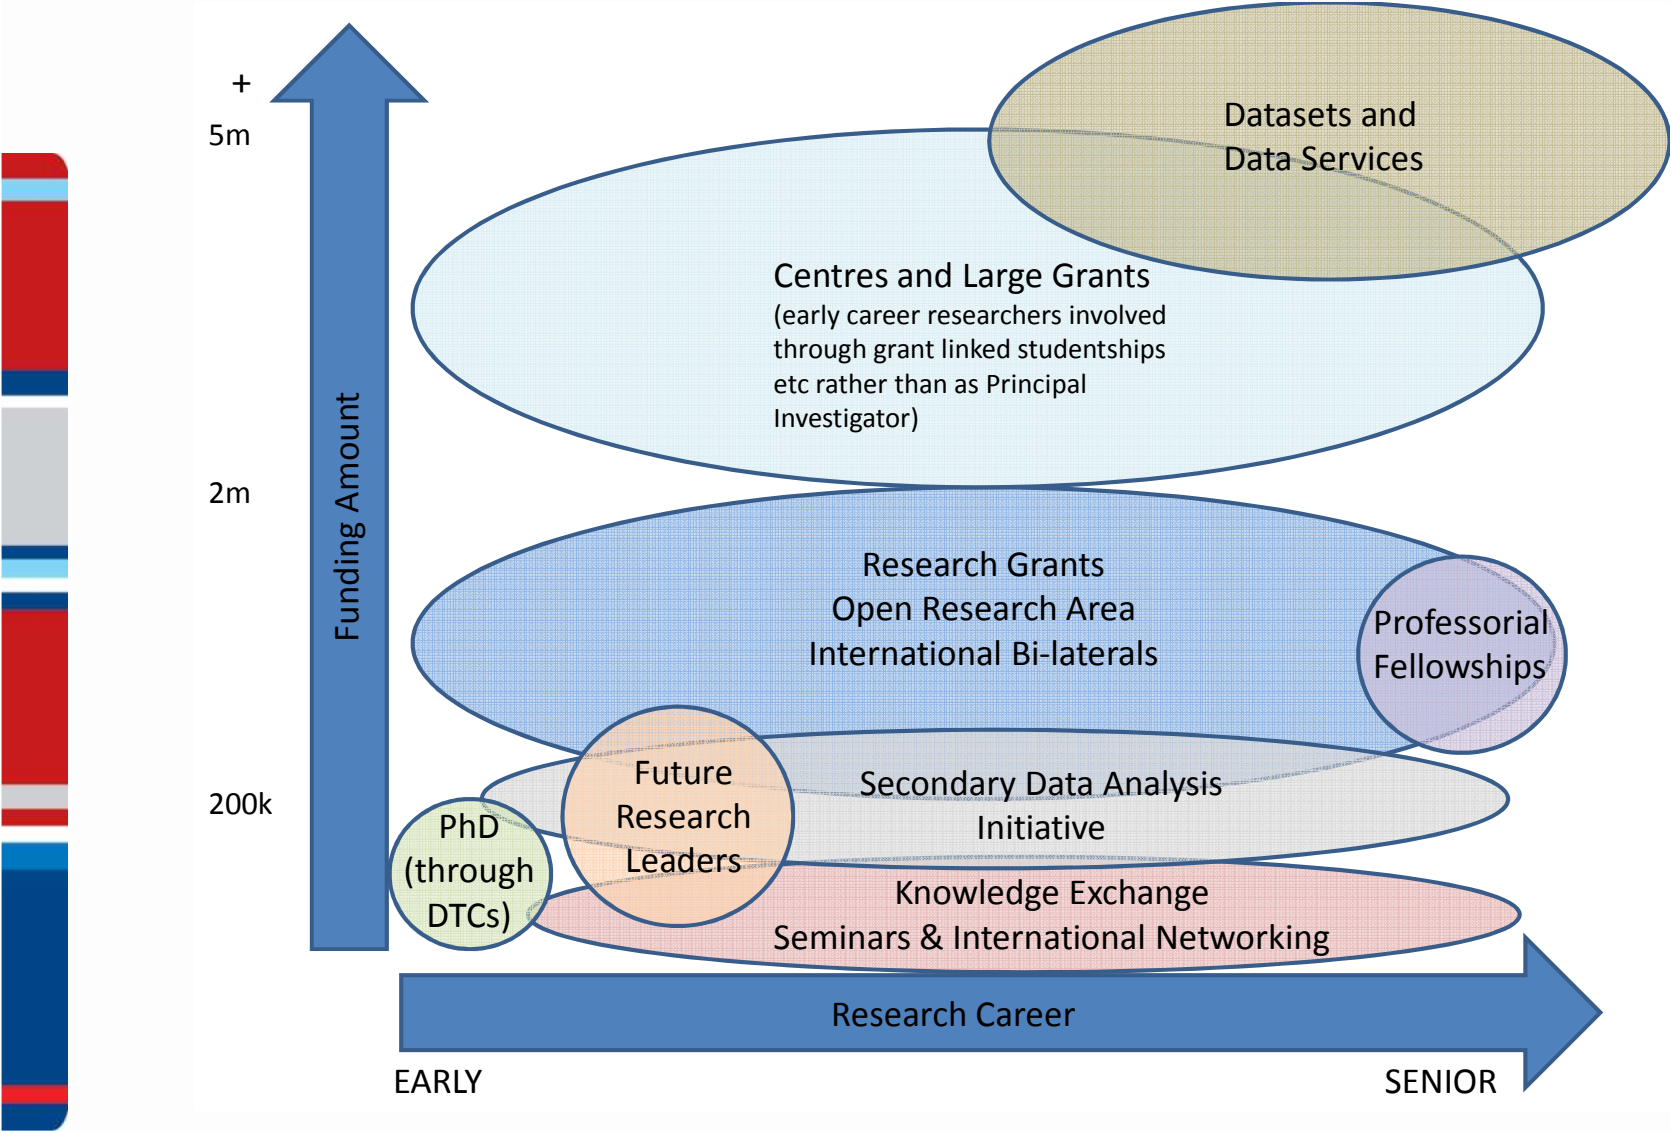 +
5m
2m
200k
Funding Amount
Datasets and
Data Services
Centres and Large Grants
(early career researchers involved
through grant linked studentships
etc rather than as Principal
Investigator)
Research Grants
Open Research Area
International Bi-laterals
Professorial
Fellowships
Future
Research
Leaders
Secondary Data Analysis
Initiative
PhD
(through
DTCs)
Knowledge Exchange
Seminars & International Networking
Research Career
EARLY
SENIOR